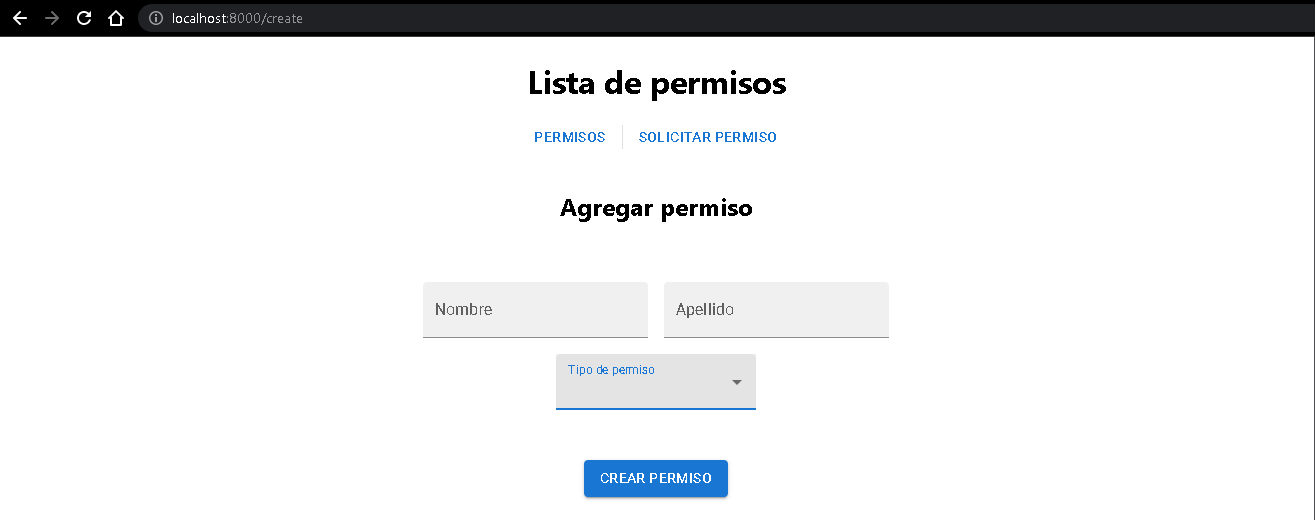 localhost:8000/create
Lista de permisos
PERMISOS SOLICITAR PERMISO
Agregar permiso
Nombre Apellido
Tipo de permiso
CREAR PERMISO